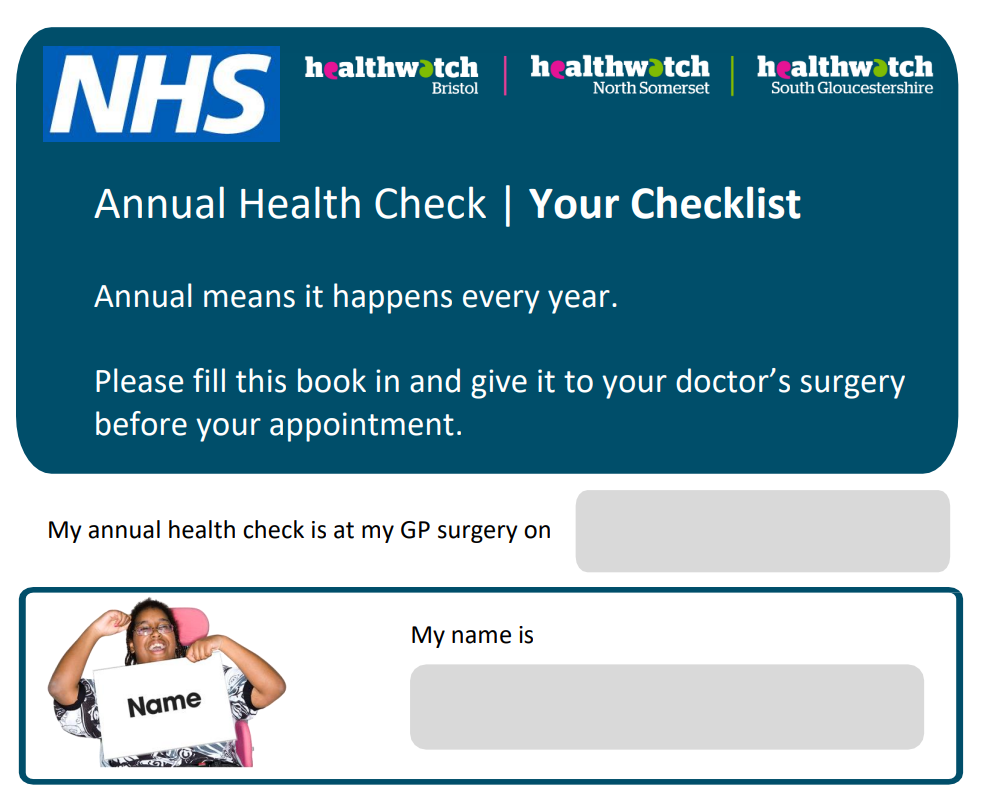 NHS
healthwatch
Bristol
healthwatch
North Somerset
healthwatch
South Gloucestershire
Annual Health Check | Your Checklist
Annual means it happens every year.
Please fill this book in and give it to your doctor’s surgery
before your appointment.
My annual health check is at my GP surgery on
My name is
Name